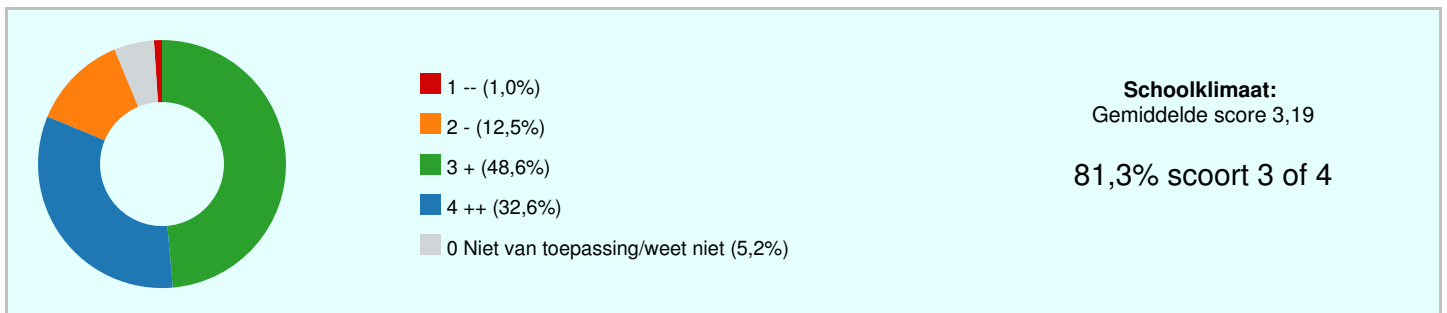 1 -- (1,0%)
2 - (12,5%)
3 + (48,6%)
4 ++ (32,6%)
0 Niet van toepassing/weet niet (5,2%)
Schoolklimaat:
Gemiddelde score 3,19
81,3% scoort 3 of 4